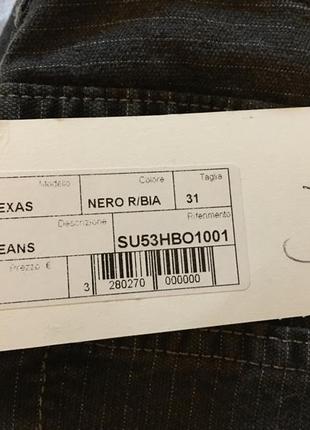 Modello Colore Taglia
EXAS NERO R/BIA 31
Descrizione Riferimento
EANS SU53HBO1001
Prezzo €
3 280270 000000